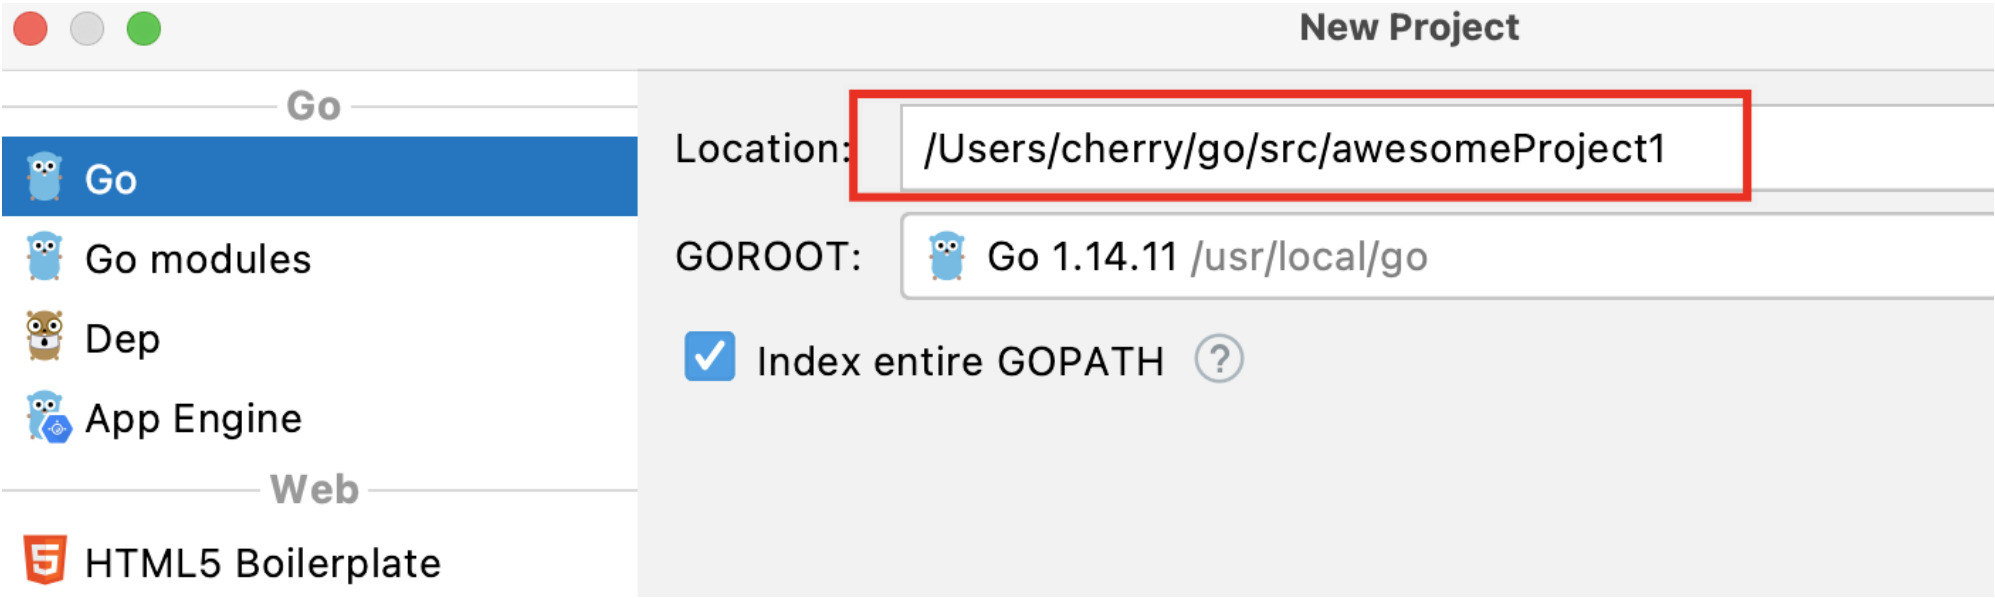 New Project
Go
Go
Go modules
Dep
App Engine
Web
HTML5 Boilerplate
Location: /Users/cherry/go/src/awesomeProject1
GOROOT: Go 1.14.11 /usr/local/go
Index entire GOPATH ?